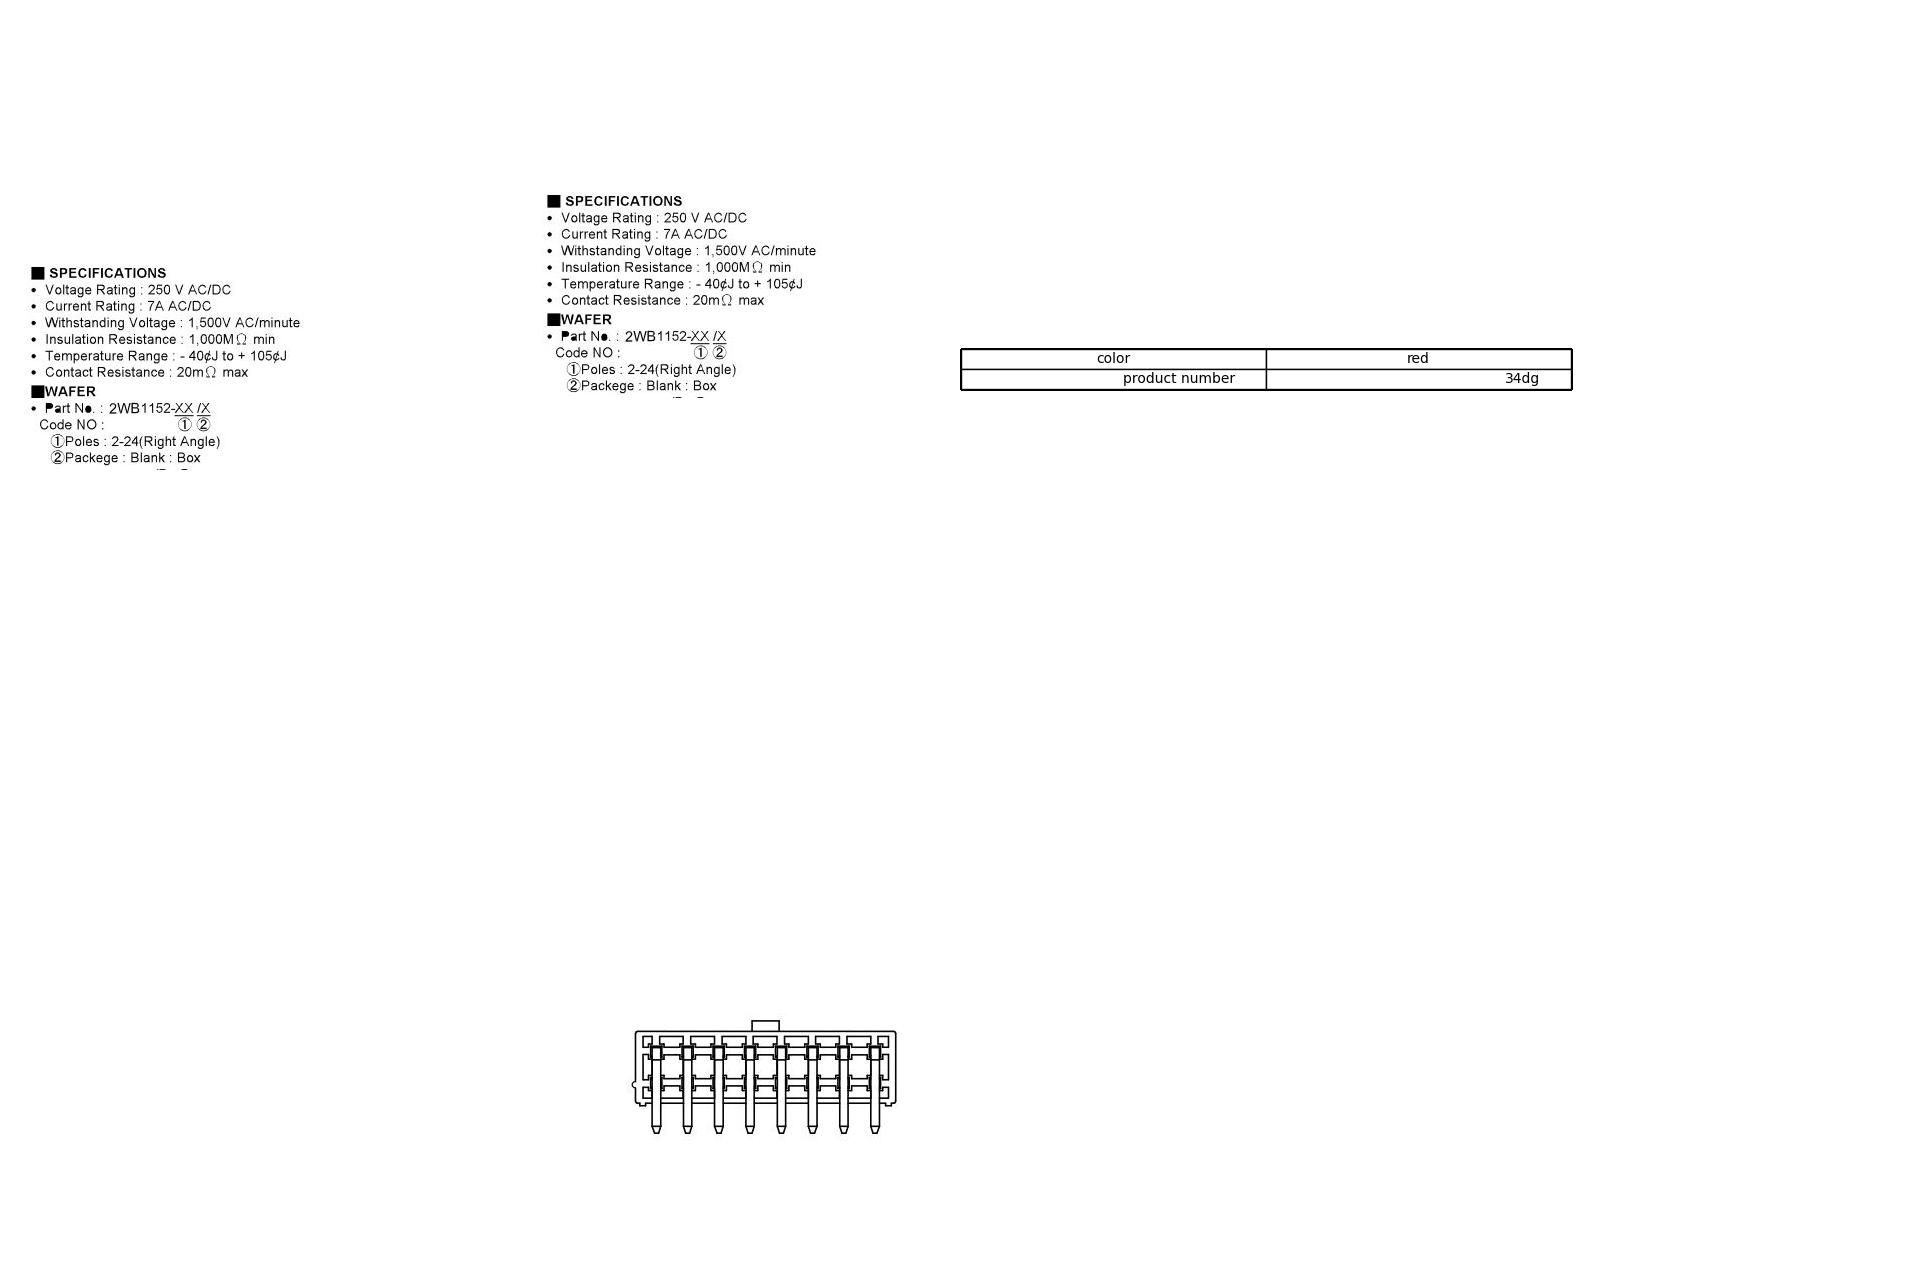 ■ SPECIFICATIONS
• Voltage Rating : 250 V AC/DC
• Current Rating : 7A AC/DC
• Withstanding Voltage : 1,500V AC/minute
• Insulation Resistance : 1,000MΩ min
• Temperature Range : - 40¢J to + 105¢J
• Contact Resistance : 20mΩ max
■WAFER
• Part No. : 2WB1152-XX /X
Code NO : ① ②
①Poles : 2-24(Right Angle)
②Packege : Blank : Box
■ SPECIFICATIONS
• Voltage Rating : 250 V AC/DC
• Current Rating : 7A AC/DC
• Withstanding Voltage : 1,500V AC/minute
• Insulation Resistance : 1,000MΩ min
• Temperature Range : - 40¢J to + 105¢J
• Contact Resistance : 20mΩ max
■WAFER
• Part No. : 2WB1152-XX /X
Code NO : ① ②
①Poles : 2-24(Right Angle)
②Packege : Blank : Box
color red
product number 34dg